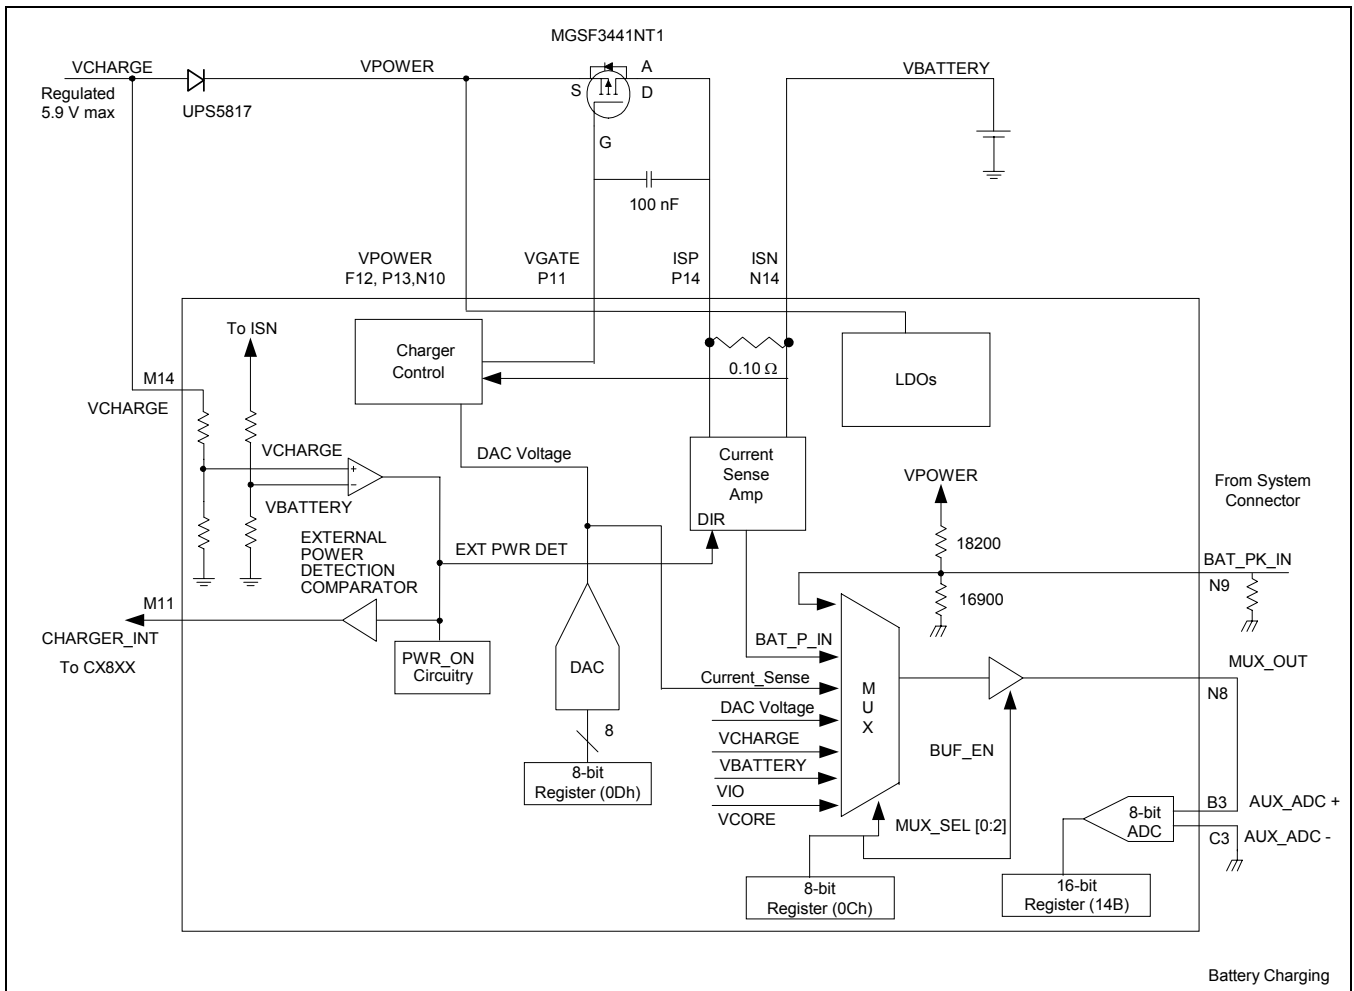 MGSF3441NT1
VCHARGE
Regulated
5.9 V max
UPS5817
VPOWER
S
A
D
G
VBATTERY
100 nF
VPOWER
F12, P13,N10
VGATE
P11
ISP
P14
ISN
N14
To ISN
Charger
Control
0.10 Ω
LDOs
M14
VCHARGE
VCHARGE
+
−
VBATTERY
DAC Voltage
Current
Sense
Amp
DIR
VPOWER
From System
Connector
EXTERNAL
POWER
DETECTION
COMPARATOR
EXT PWR DET
18200
16900
BAT_PK_IN
N9
M11
CHARGER_INT
To CX8XX
PWR_ON
Circuitry
DAC
8
8-bit
Register (0Dh)
BAT_P_IN
Current_Sense
DAC Voltage
VCHARGE
VBATTERY
VIO
VCORE
M
U
X
MUX_OUT
N8
BUF_EN
MUX_SEL [0:2]
8-bit
Register (0Ch)
8-bit
ADC
B3
AUX_ADC +
C3
AUX_ADC -
16-bit
Register (14B)
Battery Charging